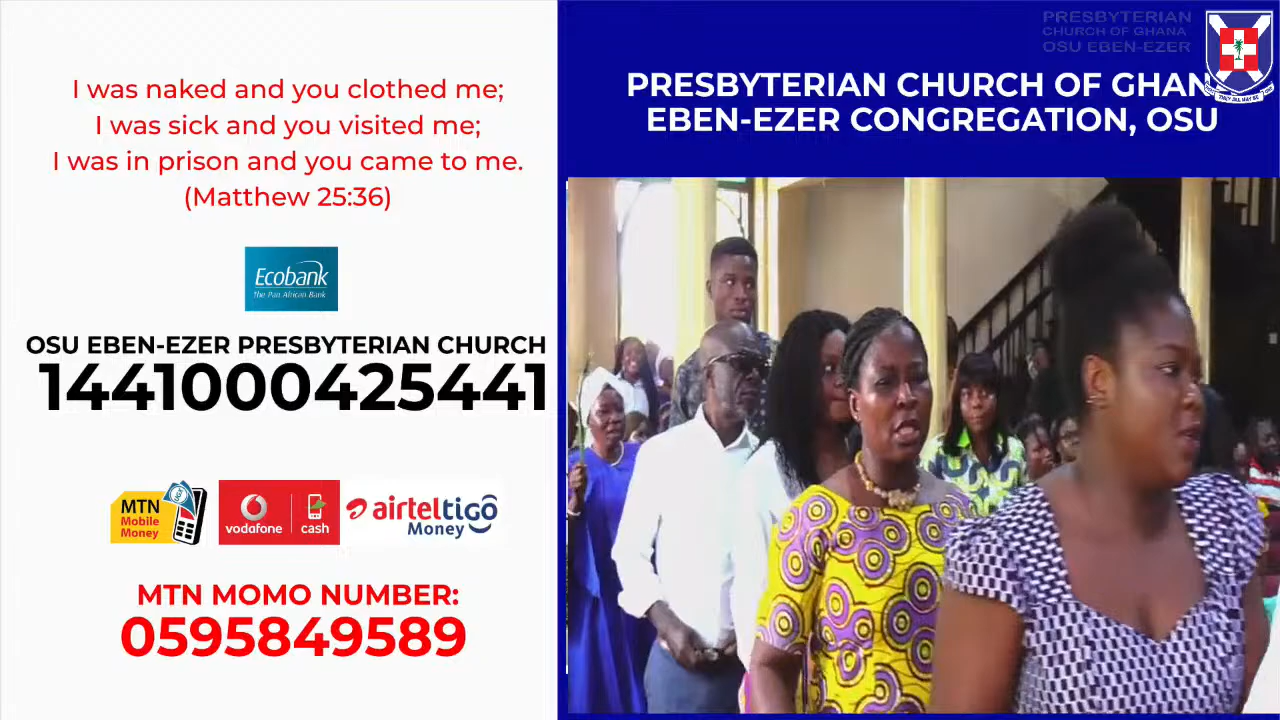 I was naked and you clothed me;
I was sick and you visited me;
I was in prison and you came to me.
(Matthew 25:36)
Ecobank
The Pan African Bank
OSU EBEN-EZER PRESBYTERIAN CHURCH
1441000425441
MTN
Mobile
Money
vodafone
cash
airteltigo
Money
MTN MOMO NUMBER:
0595849589
PRESBYTERIAN
CHURCH OF GHANA
OSU EBEN-EZER
PRESBYTERIAN CHURCH OF GHAN
EBEN-EZER CONGREGATION, OSU